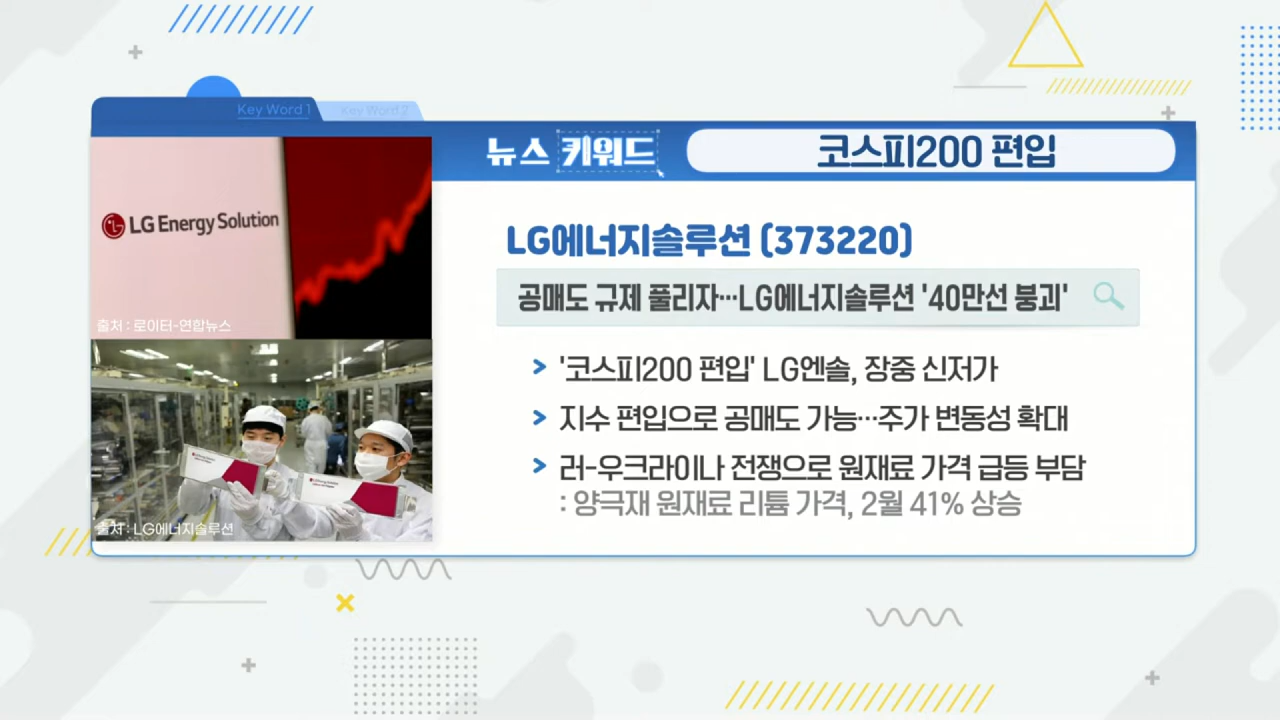 Key Word 1
Key Word 2
뉴스 키워드
코스피200 편입
LG Energy Solution
출처 : 로이터-연합뉴스
출처 : LG에너지솔루션
LG에너지솔루션 (373220)
공매도 규제 풀리자…LG에너지솔루션 '40만선 붕괴'
'코스피200 편입' LG엔솔, 장중 신저가
지수 편입으로 공매도 가능…주가 변동성 확대
러-우크라이나 전쟁으로 원재료 가격 급등 부담
: 양극재 원재료 리튬 가격, 2월 41% 상승